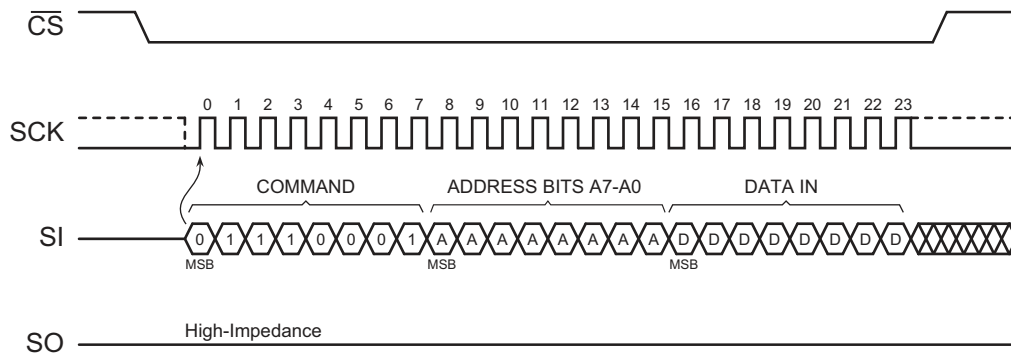 CS
0 1 2 3 4 5 6 7 8 9 10 11 12 13 14 15 16 17 18 19 20 21 22 23
SCK
COMMAND ADDRESS BITS A7-A0 DATA IN
SI 0 1 1 1 0 0 0 1 A A A A A A A A D D D D D D D D
MSB MSB MSB
High-Impedance
SO